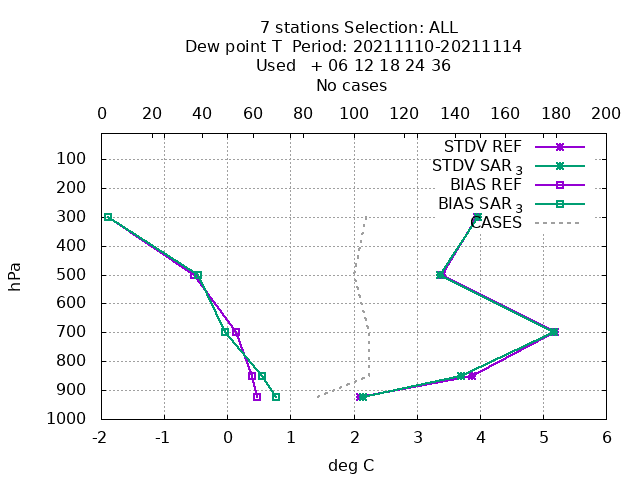 7 stations Selection: ALL
Dew point T  Period: 20211110-20211114
Used   + 06 12 18 24 36
No cases
0 20 40 60 80 100 120 140 160 180 200
STDV REF
STDV SAR 3
BIAS REF
BIAS SAR 3
CASES
100
200
300
400
500
600
700
800
900
1000
hPa
-2 -1 0 1 2 3 4 5 6
deg C